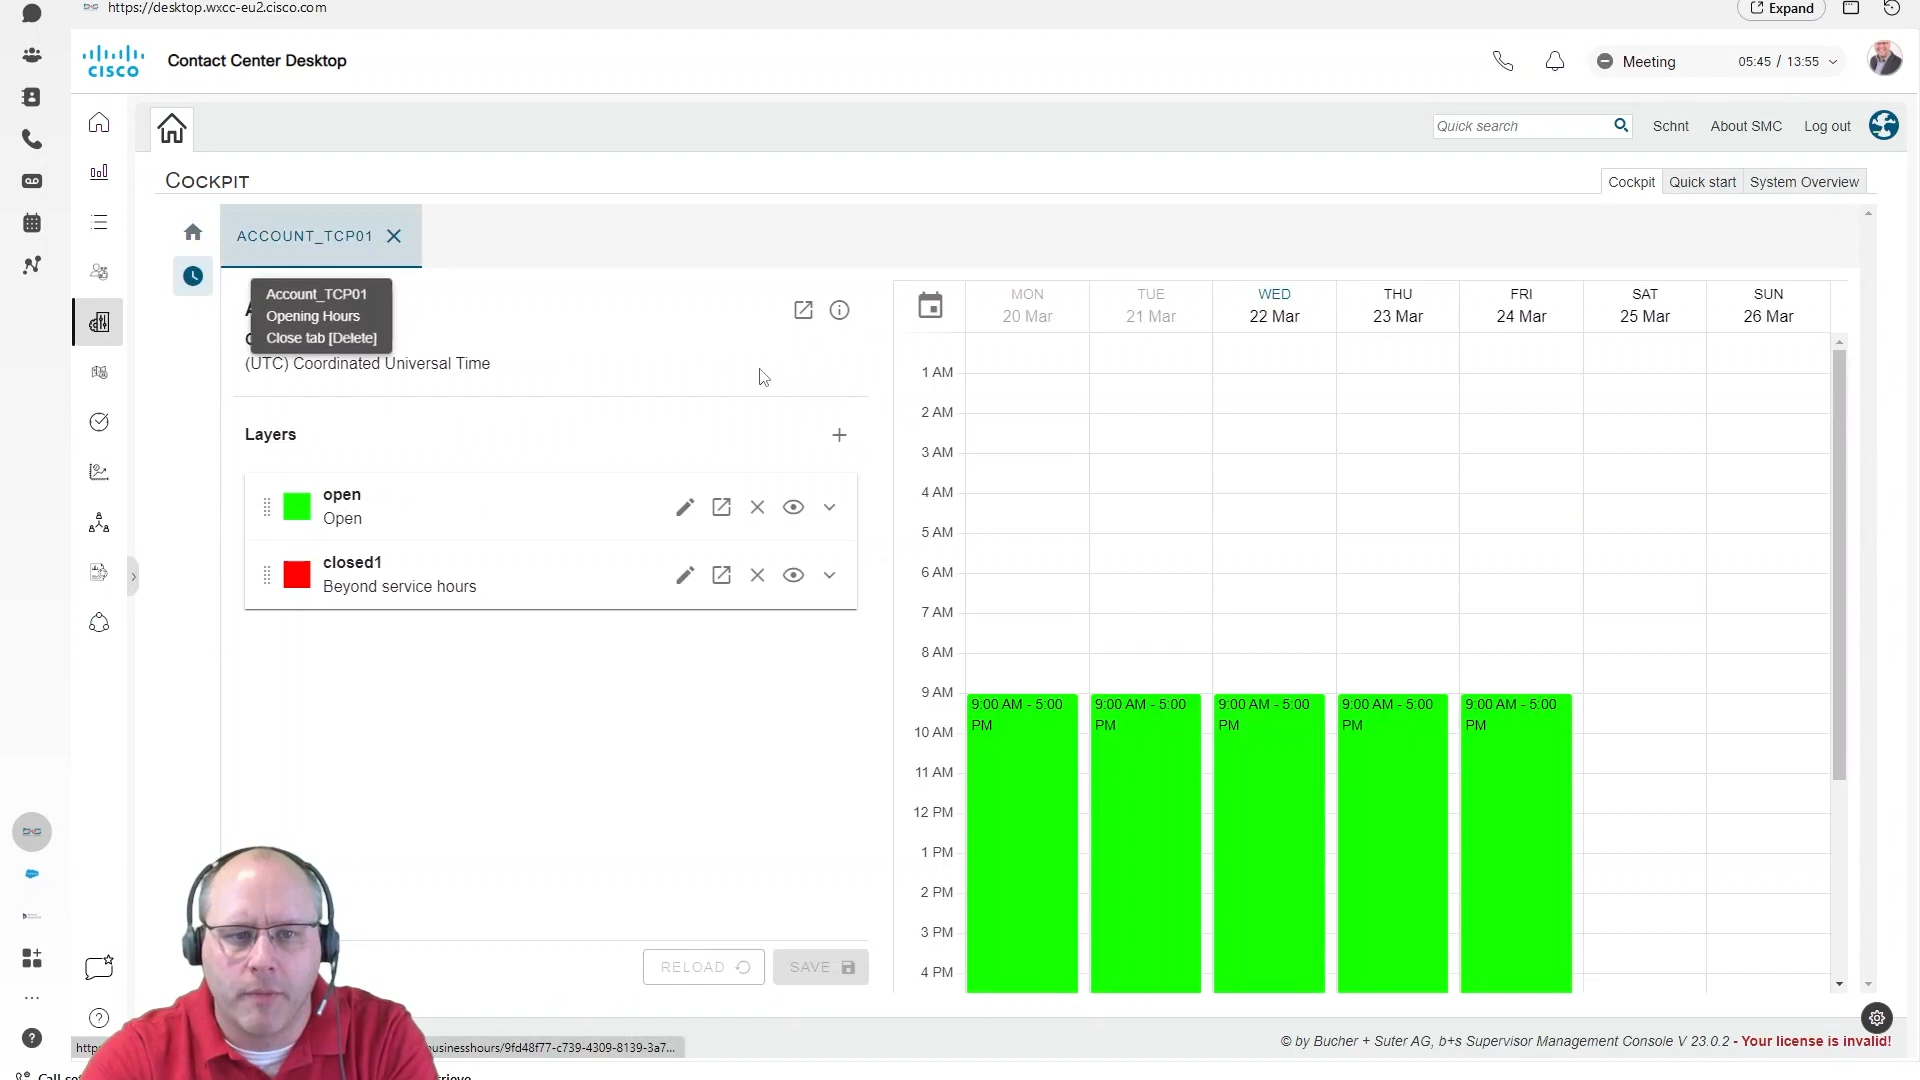 https://desktop.wxcc-eu2.cisco.com
Expand
CISCO
Contact Center Desktop
Meeting
05:45 / 13:55
Quick search
Schnt
About SMC
Log out
Cockpit
Cockpit
Quick start
System Overview
ACCOUNT_TCP01
Account_TCP01
Opening Hours
Close tab [Delete]
(UTC) Coordinated Universal Time
Layers
open
Open
closed1
Beyond service hours
RELOAD
SAVE
MON
20 Mar
TUE
21 Mar
WED
22 Mar
THU
23 Mar
FRI
24 Mar
SAT
25 Mar
SUN
26 Mar
1 AM
2 AM
3 AM
4 AM
5 AM
6 AM
7 AM
8 AM
9 AM
10 AM
11 AM
12 PM
1 PM
2 PM
3 PM
4 PM
9:00 AM - 5:00
PM
9:00 AM - 5:00
PM
9:00 AM - 5:00
PM
9:00 AM - 5:00
PM
9:00 AM - 5:00
PM
© by Bucher + Suter AG, b+s Supervisor Management Console V 23.0.2 - Your license is invalid!
usinesshours/9fd48f77-c739-4309-8139-3a7...